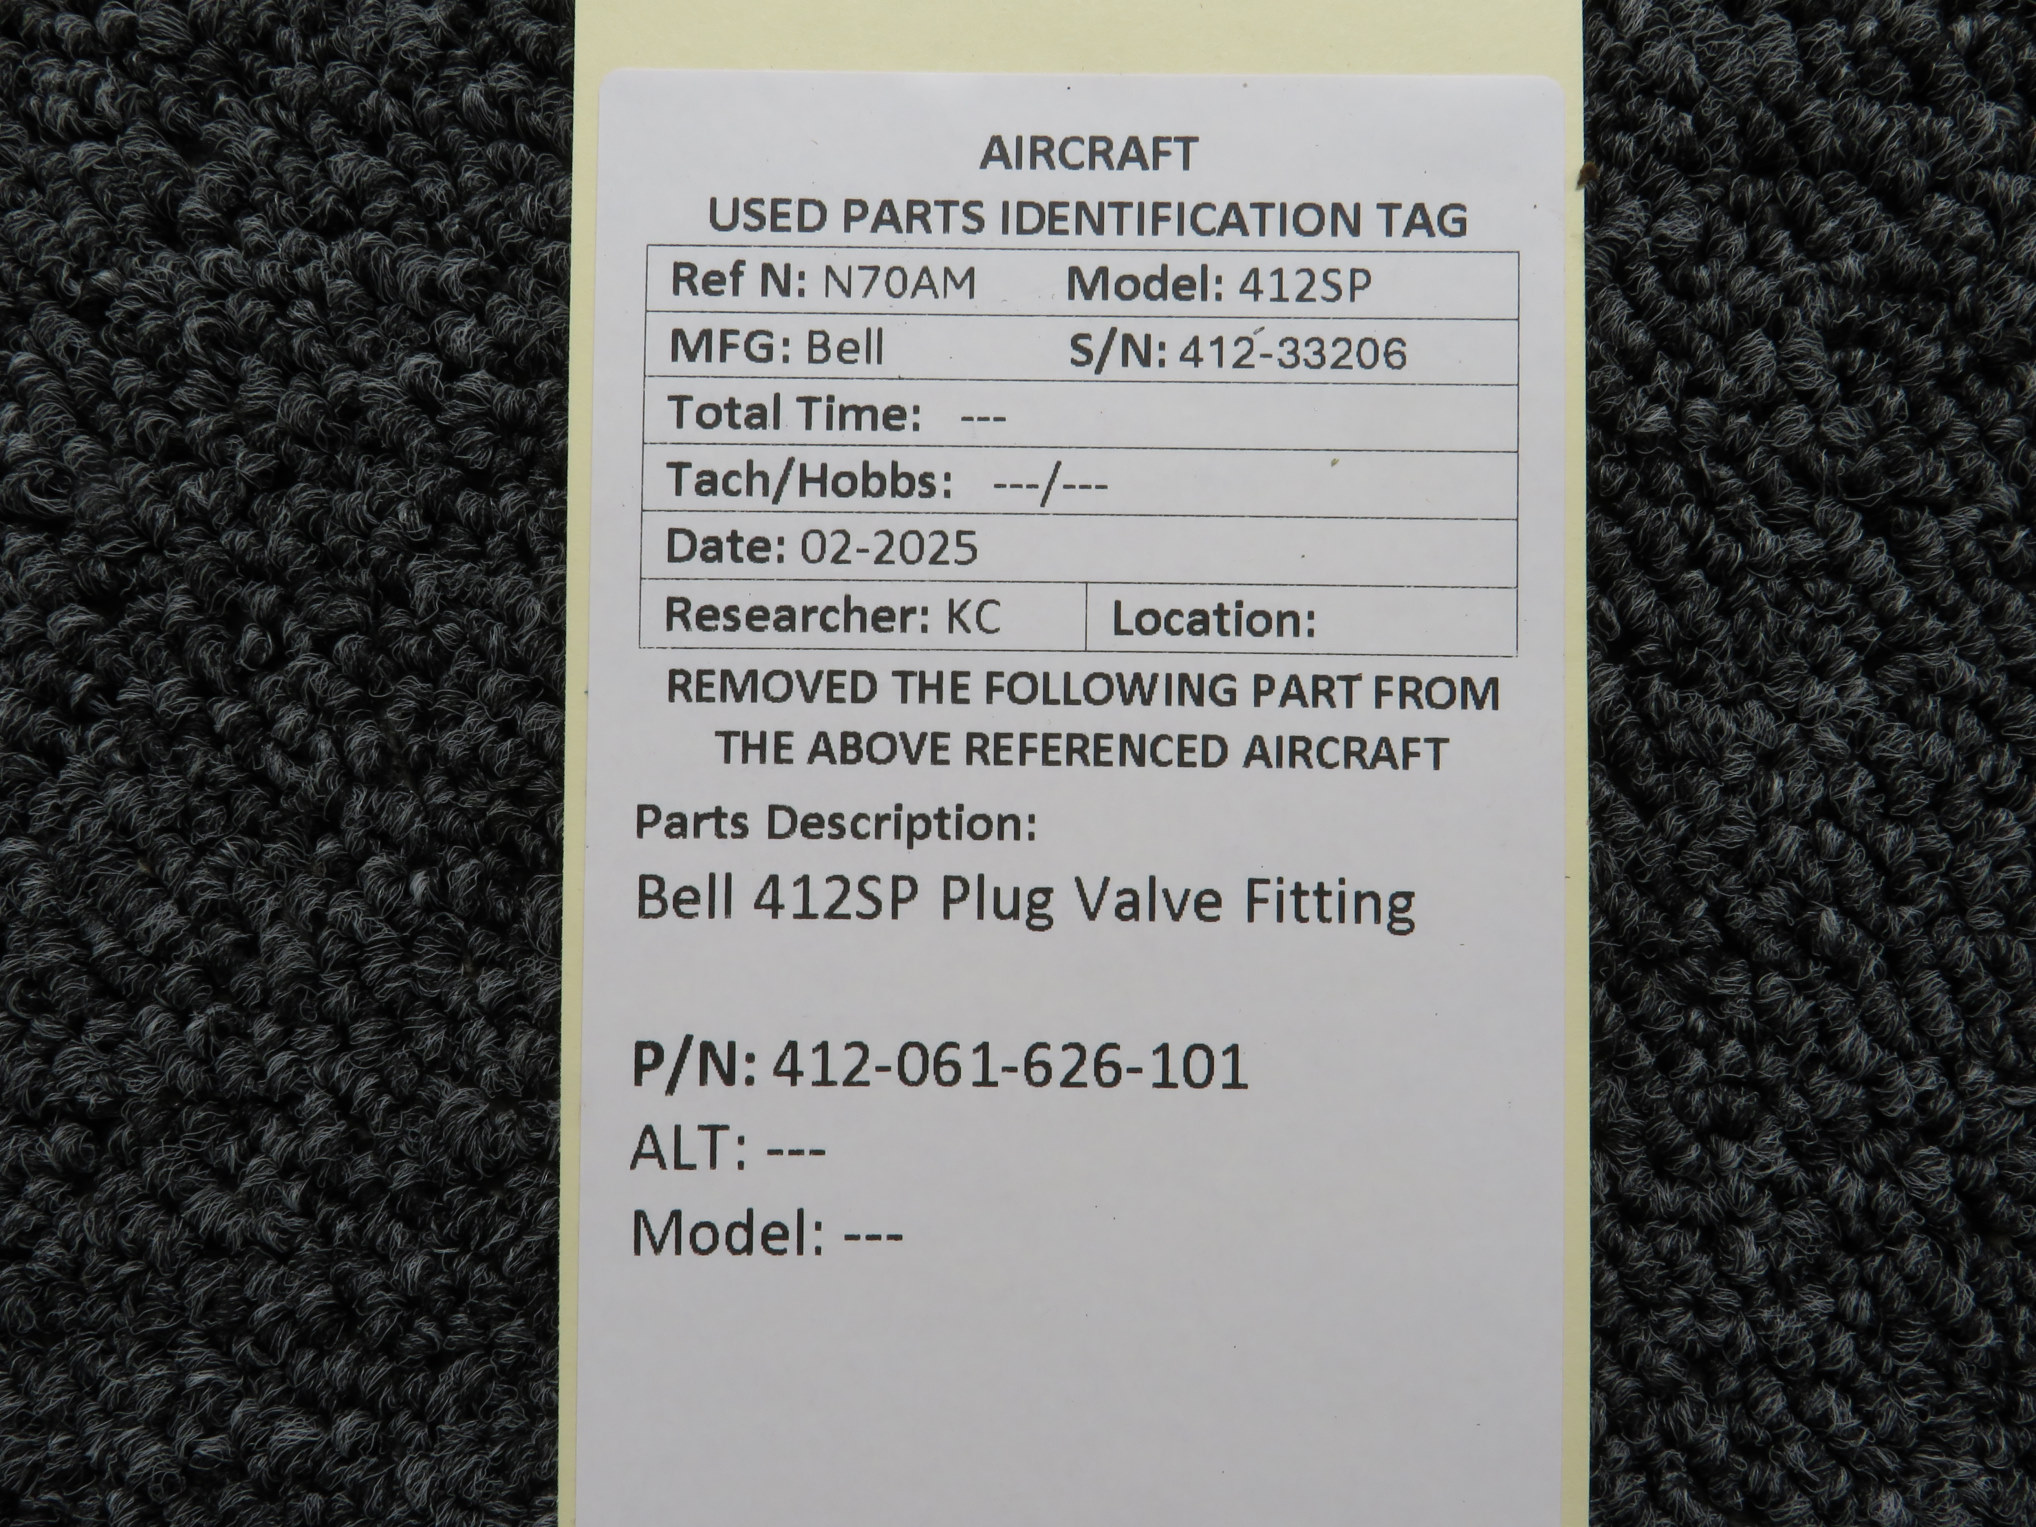 AIRCRAFT
USED PARTS IDENTIFICATION TAG
Ref N: N70AM Model: 412SP
MFG: Bell S/N: 412-33206
Total Time: ---
Tach/Hobbs: ---/---
Date: 02-2025
Researcher: KC Location:
REMOVED THE FOLLOWING PART FROM
THE ABOVE REFERENCED AIRCRAFT
Parts Description:
Bell 412SP Plug Valve Fitting
P/N: 412-061-626-101
ALT: ---
Model: ---